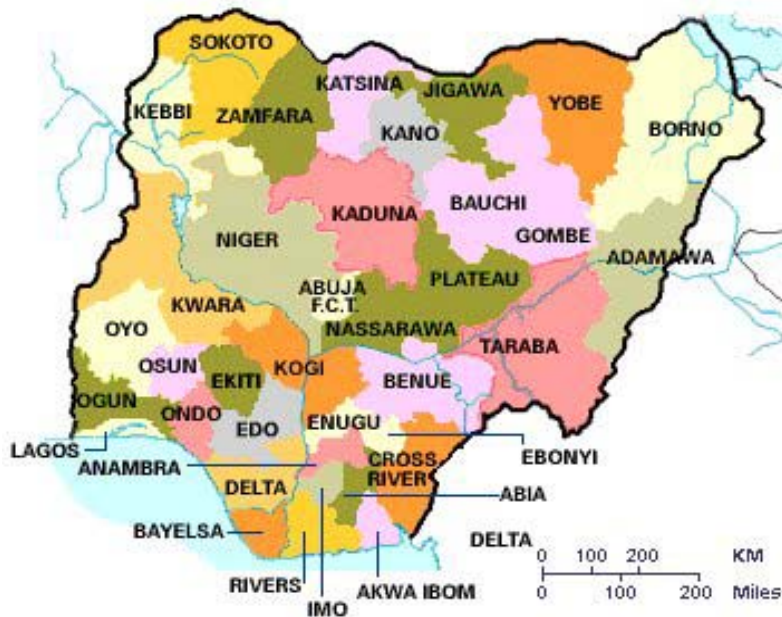 SOKOTO
KATSINA
JIGAWA
KEBBI
ZAMFARA
YOBE
KANO
BORNO
KADUNA
BAUCHI
NIGER
GOMBE
ADAMAWA
PLATEAU
ABUJA
F.C.T.
KWARA
NASSARAWA
OYO
TARABA
OSUN
KOGI
EKITI
BENUE
OGUN
ONDO
ENUGU
EDO
LAGOS
EBONYI
ANAMBRA
CROSS
RIVER
DELTA
ABIA
BAYELSA
DELTA
RIVERS
AKWA IBOM
IMO
0 100 200 KM
0 100 200 Miles